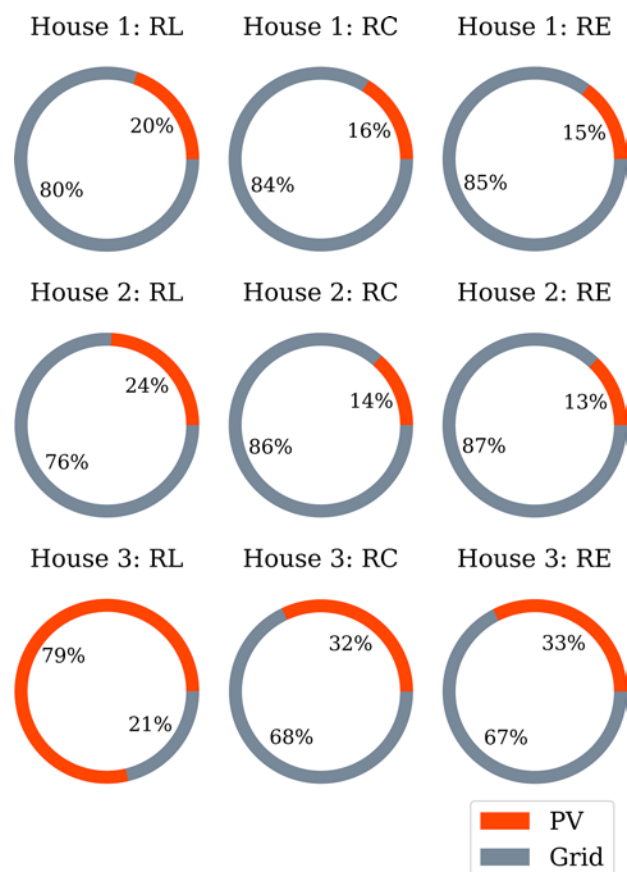 House 1: RL House 1: RC House 1: RE
20% 16% 15%
80% 84% 85%
House 2: RL House 2: RC House 2: RE
24% 14% 13%
76% 86% 87%
House 3: RL House 3: RC House 3: RE
79% 32% 33%
21% 68% 67%
PV
Grid